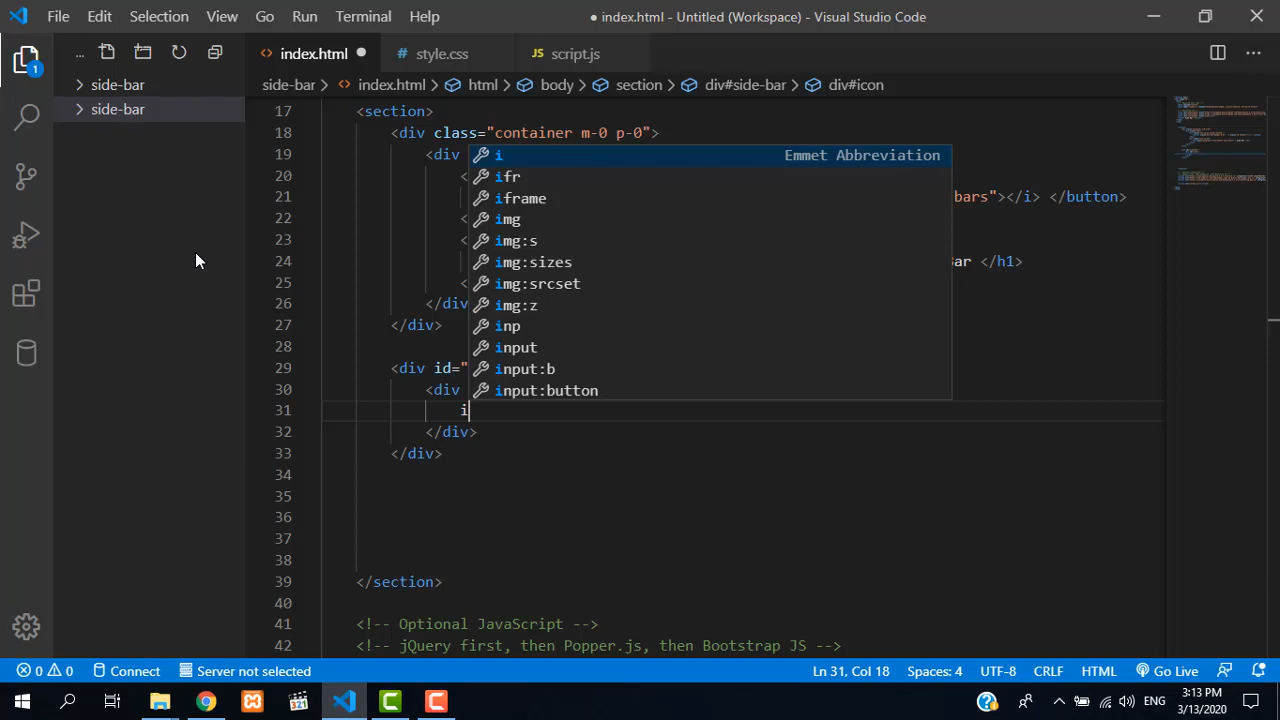 File Edit Selection View Go Run Terminal Help
● index.html - Untitled (Workspace) - Visual Studio Code
1
...
side-bar
side-bar
<> index.html ●
# style.css
JS script.js
...
side-bar > <> index.html > html > body > section > div#side-bar > div#icon
17 <section>
18 <div class="container m-0 p-0">
19 <div
20 <
21 < bars"></i> </button>
22 <
23 <
24 < ar </h1>
25 <
26 </div
27 </div>
28
29 <div id="
30 <div
31 i
32 </div>
33 </div>
34
35
36
37
38
39 </section>
40
41 <!-- Optional JavaScript -->
42 <!-- jQuery first, then Popper.js, then Bootstrap JS -->
i Emmet Abbreviation
ifr
iframe
img
img:s
img:sizes
img:srcset
img:z
inp
input
input:b
input:button
0 0 Connect Server not selected Ln 31, Col 18 Spaces: 4 UTF-8 CRLF HTML Go Live
321
ENG
3:13 PM
3/13/2020